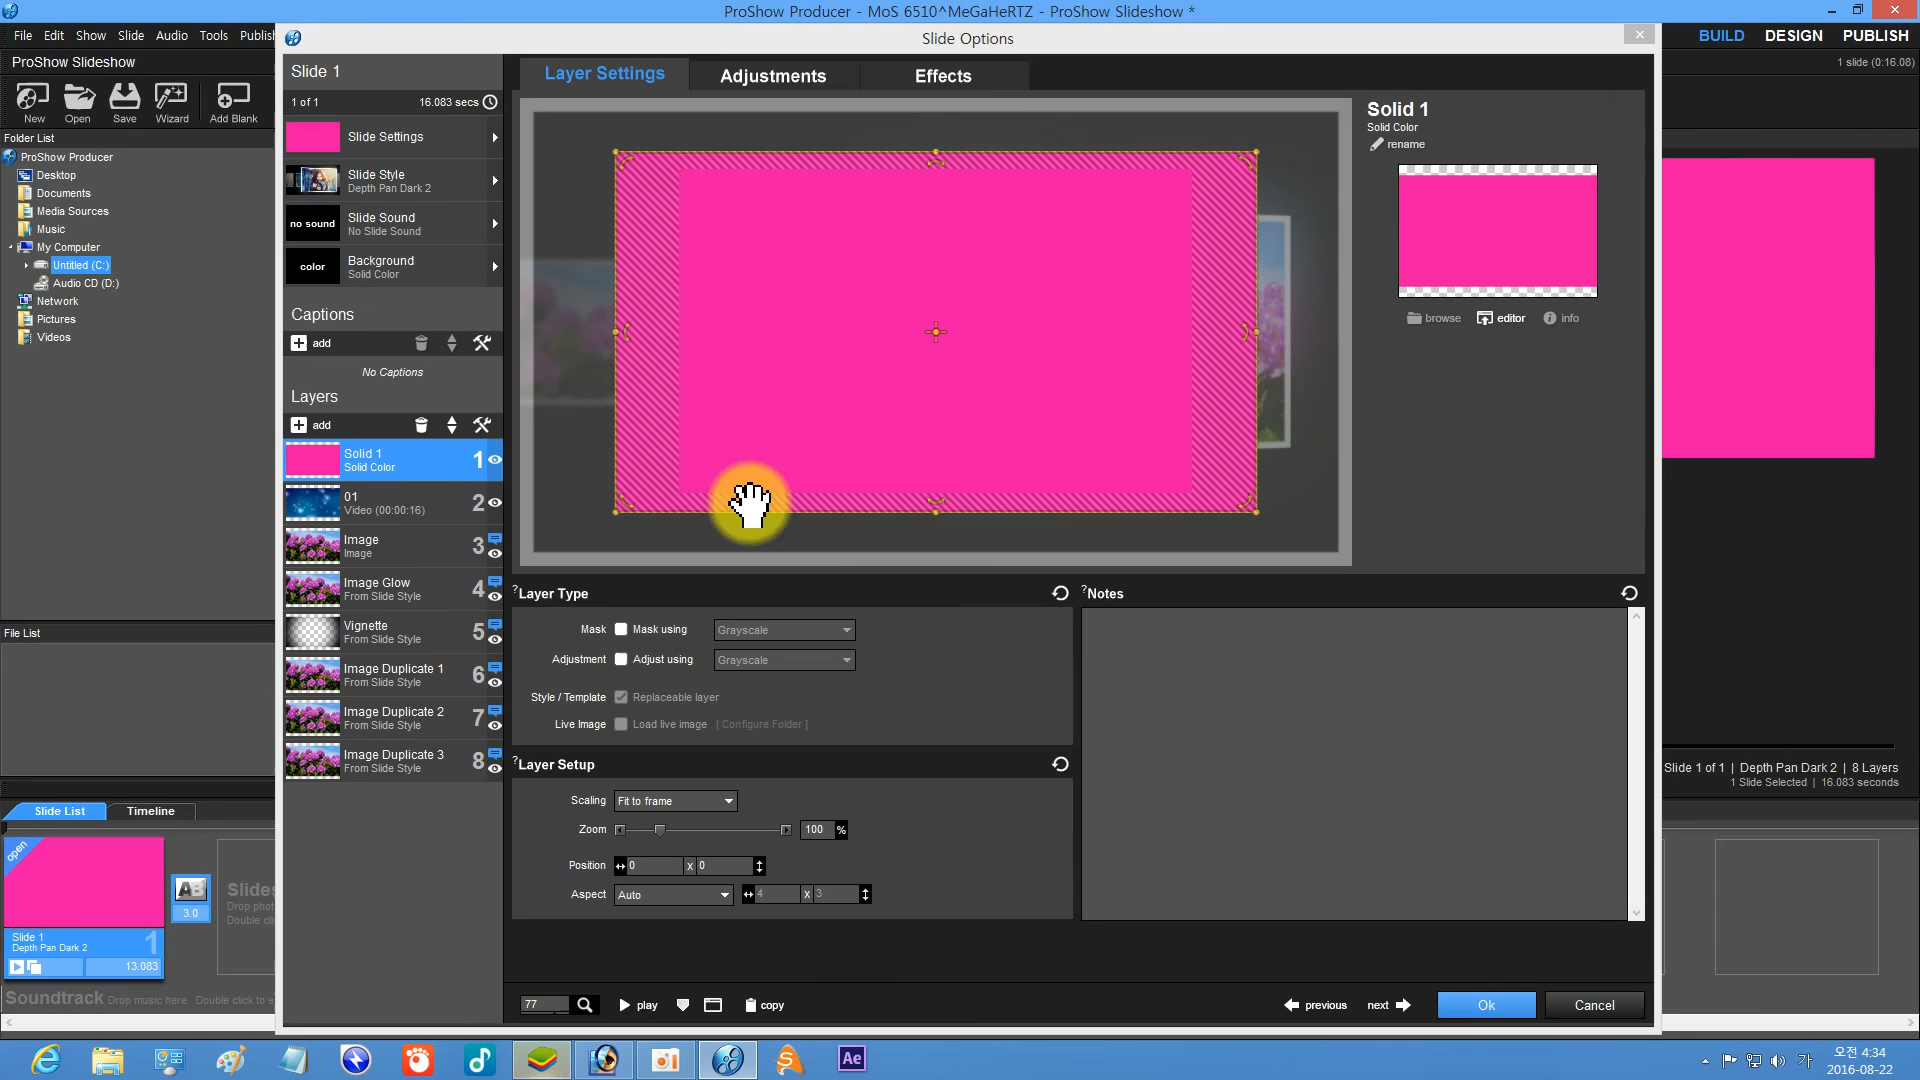 ProShow Producer - MoS 6510^MeGaHeRTZ - ProShow Slideshow *
File Edit Show Slide Audio Tools Publish
BUILD DESIGN PUBLISH
ProShow Slideshow
1 slide (0:16.08)
New Open Save Wizard Add Blank
Folder List
ProShow Producer
Desktop
Documents
Media Sources
Music
My Computer
Untitled (C:)
Audio CD (D:)
Network
Pictures
Videos
File List
Slide Options
Slide 1
1 of 1 16.083 secs
Slide Settings
Slide Style
Depth Pan Dark 2
no sound
Slide Sound
No Slide Sound
color
Background
Solid Color
Captions
add
No Captions
Layers
add
Solid 1
Solid Color
1
01
Video (00:00:16)
2
Image
Image
3
Image Glow
From Slide Style
4
Vignette
From Slide Style
5
Image Duplicate 1
From Slide Style
6
Image Duplicate 2
From Slide Style
7
Image Duplicate 3
From Slide Style
8
Layer Settings Adjustments Effects
Solid 1
Solid Color
rename
browse editor info
?Layer Type
Mask Mask using Grayscale
Adjustment Adjust using Grayscale
Style / Template Replaceable layer
Live Image Load live image [ Configure Folder ]
?Layer Setup
Scaling Fit to frame
Zoom 100 %
Position 0 x 0
Aspect Auto 4 x 3
?Notes
77 play copy
previous next Ok Cancel
Slide 1 of 1 | Depth Pan Dark 2 | 8 Layers
1 Slide Selected | 16.083 seconds
Slide List Timeline
open
AB
3.0
Slide 1
Depth Pan Dark 2
1
13.083
Soundtrack Drop music here. Double click to
Ae
가
오전 4:34
2016-08-22